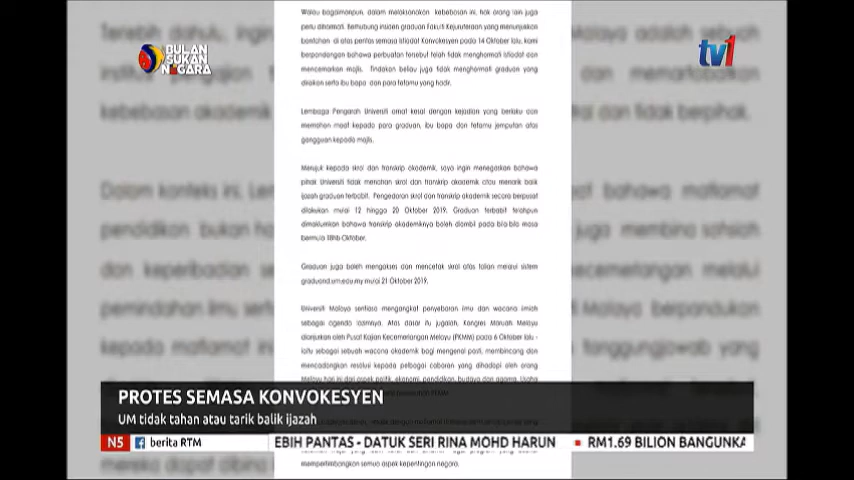 Walau bagaimanpun, dalam melaksanakan kebebasan ini, hak orang lain juga
perlu dihormati. Berhubung insiden graduan Fakulti Kejuruteraan yang menunjukkan
bantahan di atas pentas semasa Istiadat Konvokesyen pada 14 Oktober lalu, kami
berpandangan bahawa perbuatan tersebut telah tidak menghormati istiadat dan
mencemarkan majlis. Tindakan beliau juga tidak menghormati graduan yang
diraikan serta ibu bapa dan para tetamu yang hadir.
Lembaga Pengarah Universiti amat kesal dengan kejadian yang berlaku dan
memohon maaf kepada para graduan, ibu bapa dan tetamu jemputan atas
gangguan kepada majlis.
Merujuk kepada skrol dan transkrip akademik, saya ingin menegaskan bahawa
pihak Universiti tidak menahan skrol dan transkrip akademik atau menarik balik
ijazah graduan terbabit. Pengedaran skrol dan transkrip akademik secara berpusat
dilakukan mulai 12 hingga 20 Oktober 2019. Graduan terbabit telahpun
dimaklumkan bahawa transkrip akademiknya boleh diambil pada bila-bila masa
bermula 18hb Oktober.
Graduan juga boleh mengakses dan mencetak skrol atas talian melalui sistem
graduand.um.edu.my mulai 21 Oktober 2019.
Universiti Malaya sentiasa mengangkat penyebaran ilmu dan wacana ilmiah
sebagai agenda rasminya. Atas dasar itu jugalah, Kongres Maruah Melayu
dianjurkan oleh Pusat Kajian Kecemerlangan Melayu (PKKM) pada 6 Oktober lalu -
iaitu sebagai sebuah wacana akademik bagi mengenal pasti, membincang dan
mencadangkan resolusi kepada pelbagai cabaran yang dihadapi oleh orang
Melayu hari ini dari aspek politik, ekonomi, pendidikan, budaya dan agama. Usaha
mempertimbangkan semua aspek kepentingan negara.
BULAN
SUKAN
NEGARA
tv1
PROTES SEMASA KONVOKESYEN
UM tidak tahan atau tarik balik ijazah
N5 berita RTM EBIH PANTAS - DATUK SERI RINA MOHD HARUN RM1.69 BILION BANGUNKA